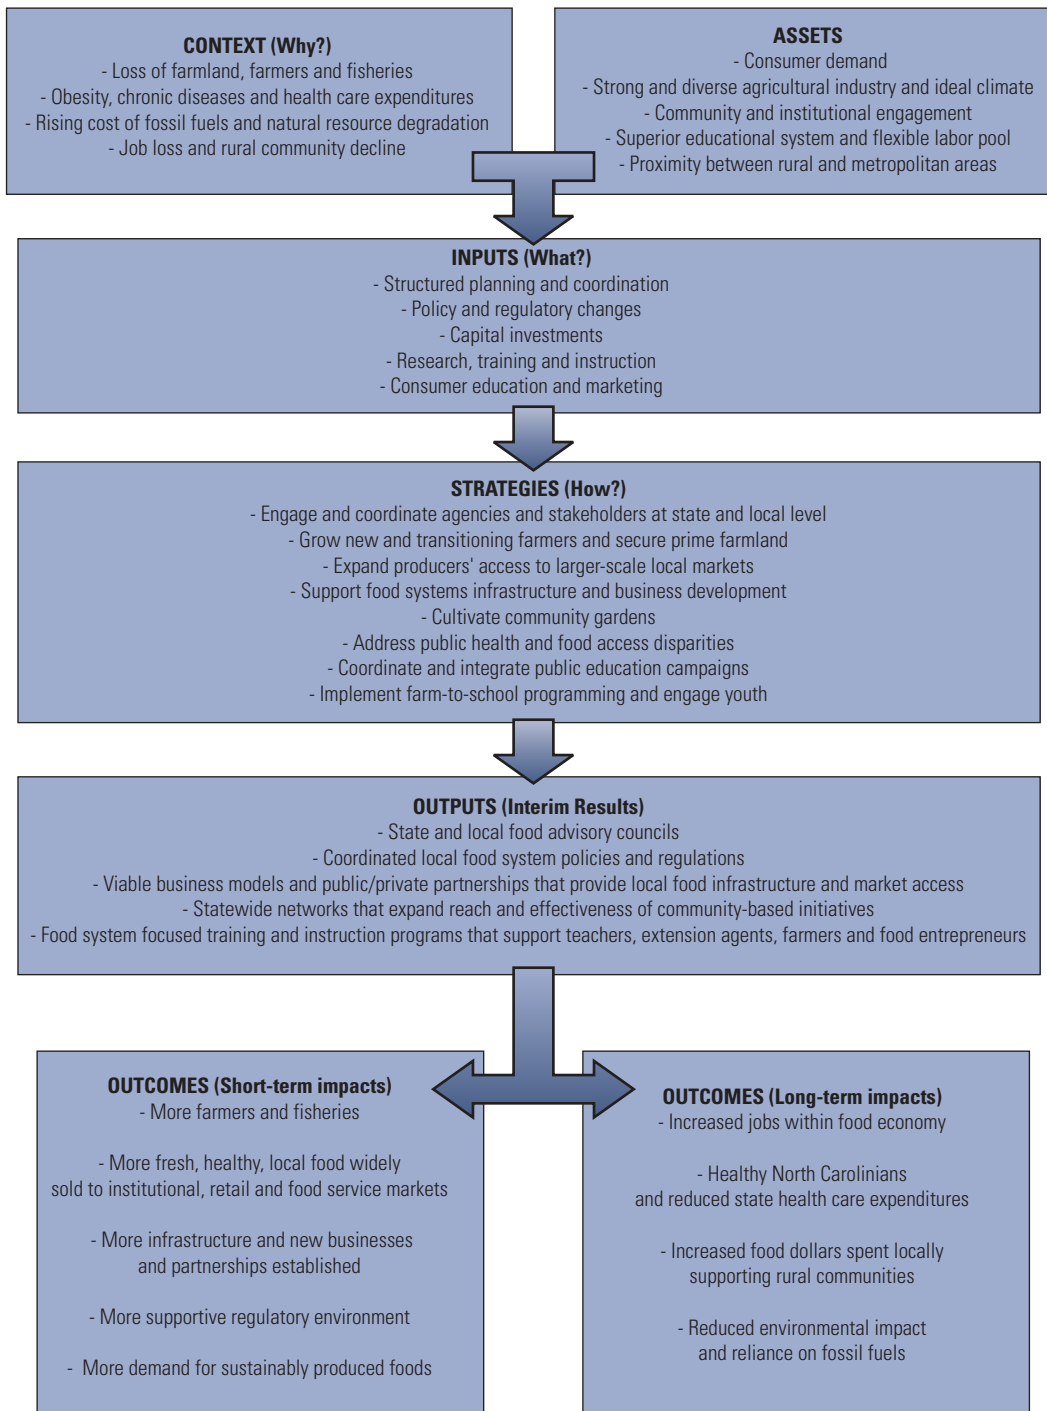 CONTEXT (Why?)
- Loss of farmland, farmers and fisheries
- Obesity, chronic diseases and health care expenditures
- Rising cost of fossil fuels and natural resource degradation
- Job loss and rural community decline
ASSETS
- Consumer demand
- Strong and diverse agricultural industry and ideal climate
- Community and institutional engagement
- Superior educational system and flexible labor pool
- Proximity between rural and metropolitan areas
INPUTS (What?)
- Structured planning and coordination
- Policy and regulatory changes
- Capital investments
- Research, training and instruction
- Consumer education and marketing
STRATEGIES (How?)
- Engage and coordinate agencies and stakeholders at state and local level
- Grow new and transitioning farmers and secure prime farmland
- Expand producers' access to larger-scale local markets
- Support food systems infrastructure and business development
- Cultivate community gardens
- Address public health and food access disparities
- Coordinate and integrate public education campaigns
- Implement farm-to-school programming and engage youth
OUTPUTS (Interim Results)
- State and local food advisory councils
- Coordinated local food system policies and regulations
- Viable business models and public/private partnerships that provide local food infrastructure and market access
- Statewide networks that expand reach and effectiveness of community-based initiatives
- Food system focused training and instruction programs that support teachers, extension agents, farmers and food entrepreneurs
OUTCOMES (Short-term impacts)
- More farmers and fisheries
- More fresh, healthy, local food widely
sold to institutional, retail and food service markets
- More infrastructure and new businesses
and partnerships established
- More supportive regulatory environment
- More demand for sustainably produced foods
OUTCOMES (Long-term impacts)
- Increased jobs within food economy
- Healthy North Carolinians
and reduced state health care expenditures
- Increased food dollars spent locally
supporting rural communities
- Reduced environmental impact
and reliance on fossil fuels